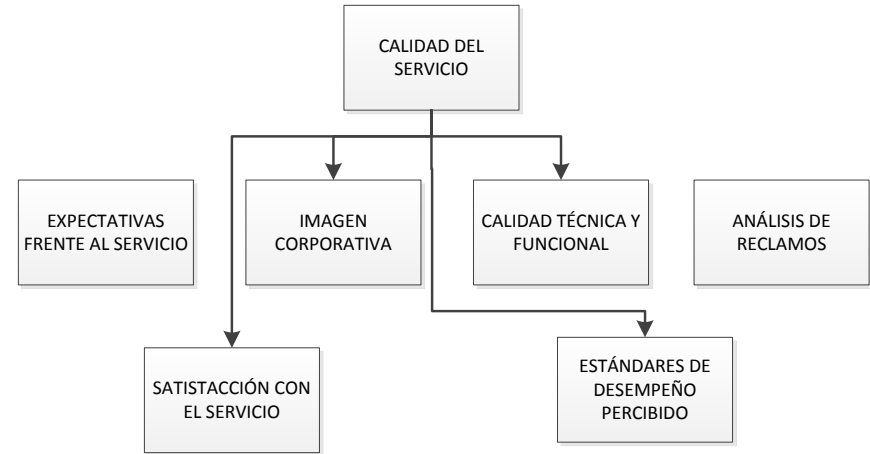 CALIDAD DEL
SERVICIO
EXPECTATIVAS
FRENTE AL SERVICIO
IMAGEN
CORPORATIVA
CALIDAD TÉCNICA Y
FUNCIONAL
ANÁLISIS DE
RECLAMOS
SATISTACCIÓN CON
EL SERVICIO
ESTÁNDARES DE
DESEMPEÑO
PERCIBIDO